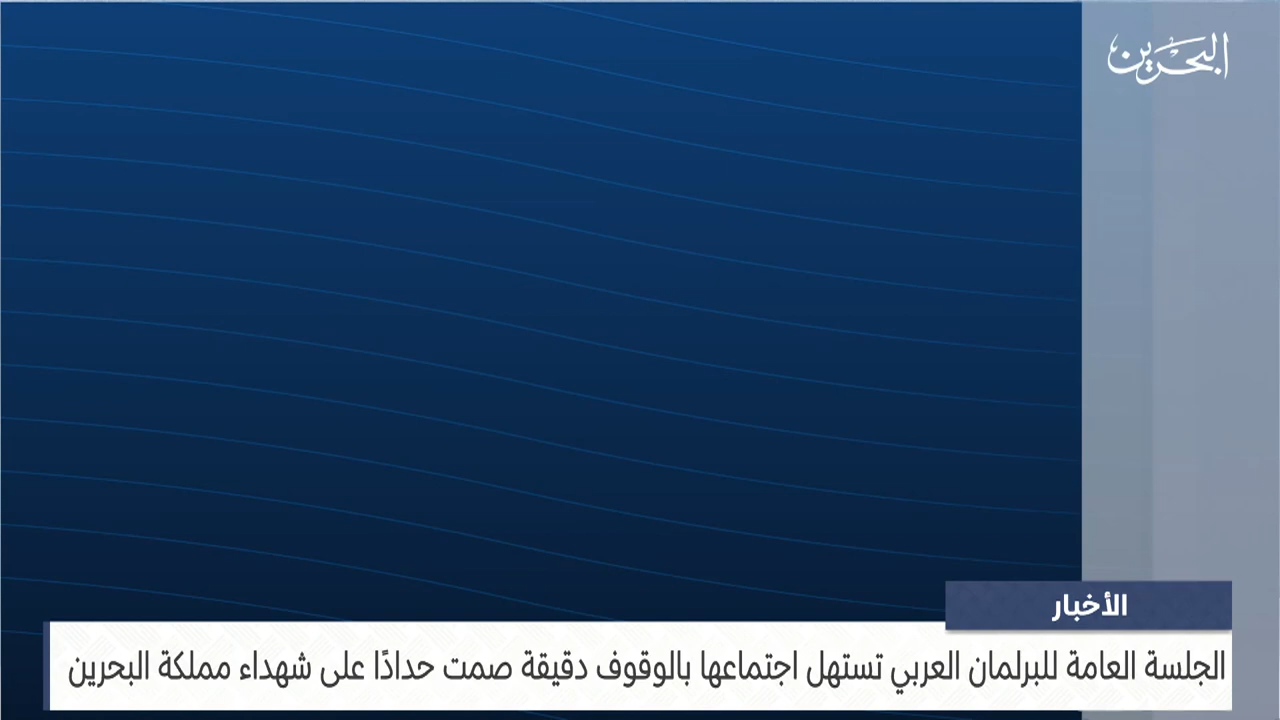 البحرين
الأخبار
الجلسة العامة للبرلمان العربي تستهل اجتماعها بالوقوف دقيقة صمت حدادًا على شهداء مملكة البحرين